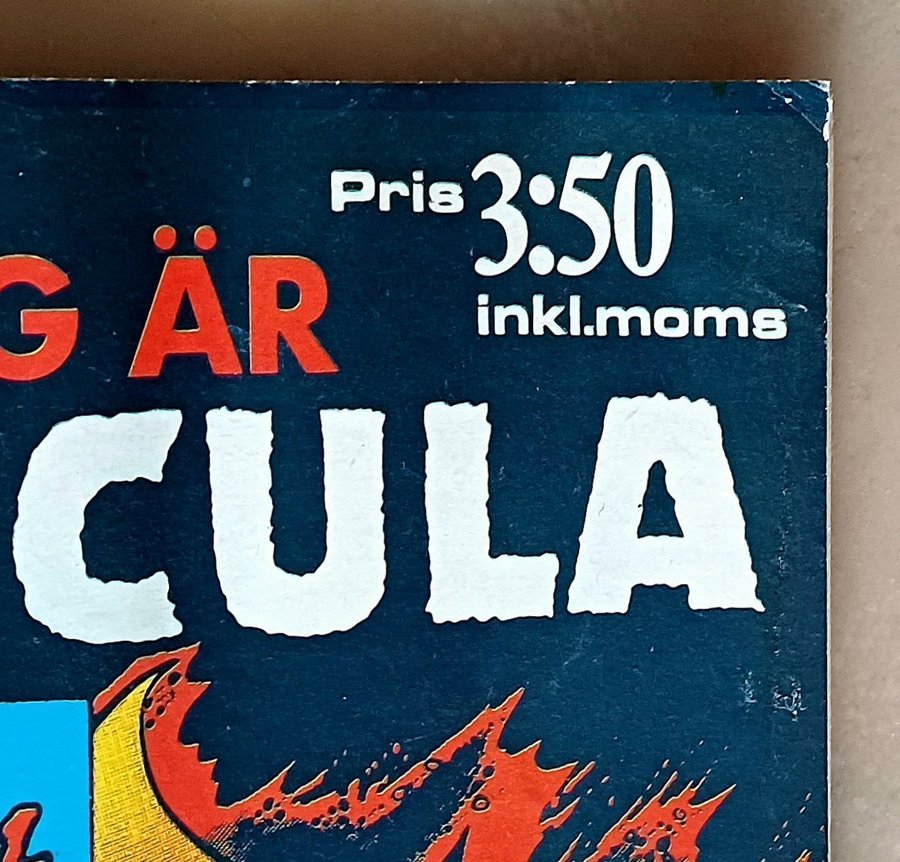 Pris 3:50
inkl.moms
G ÄR
CULA